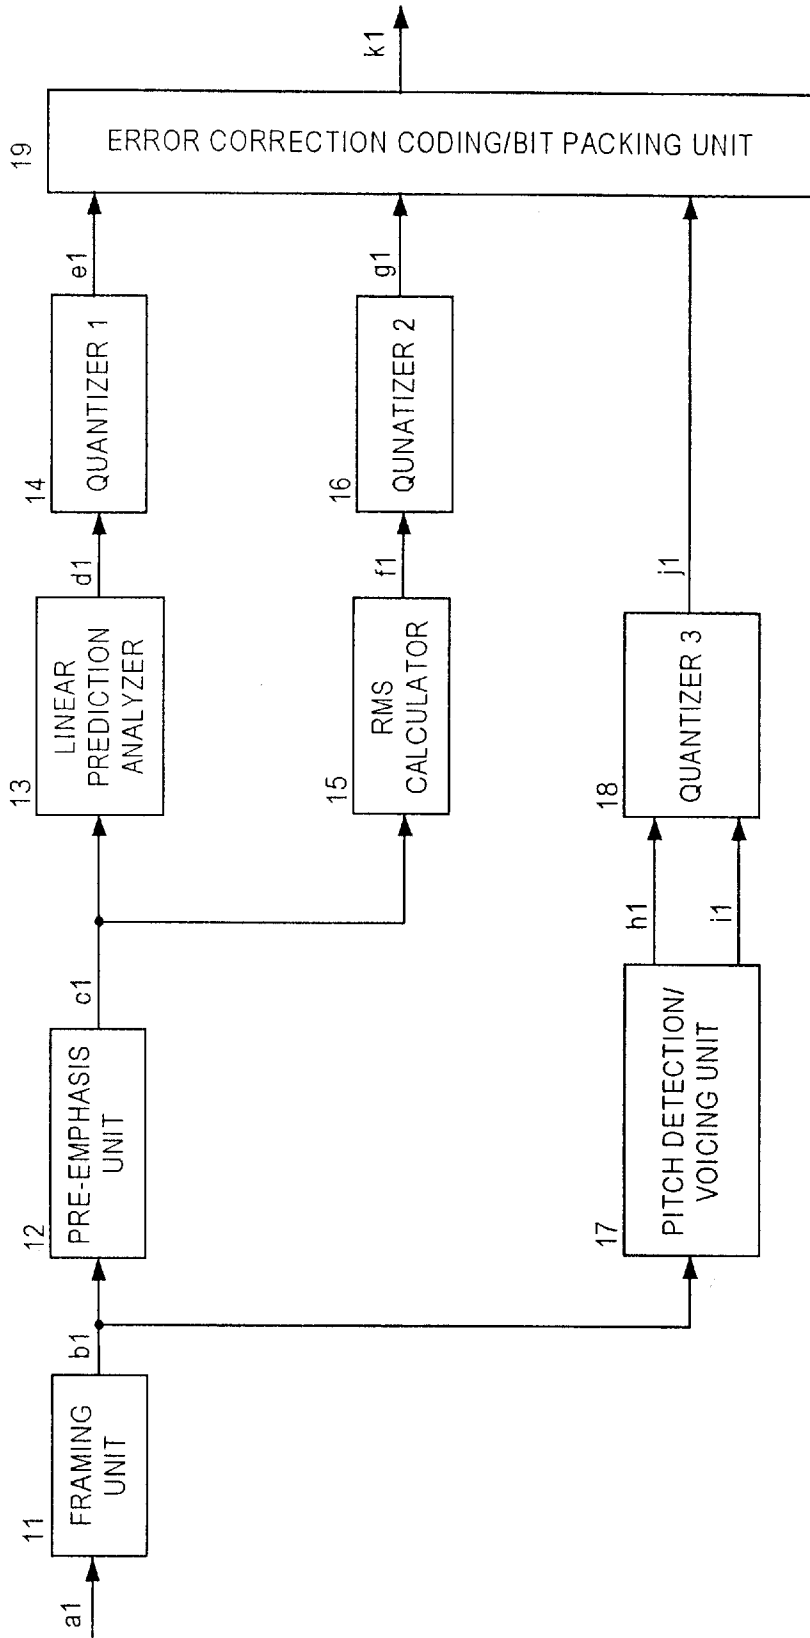 a1
11
FRAMING
UNIT
b1
12
PRE-EMPHASIS
UNIT
c1
13
LINEAR
PREDICTION
ANALYZER
d1
14
QUANTIZER 1
e1
15
RMS
CALCULATOR
f1
16
QUNATIZER 2
g1
17
PITCH DETECTION/
VOICING UNIT
h1
i1
18
QUANTIZER 3
j1
19
ERROR CORRECTION CODING/BIT PACKING UNIT
k1